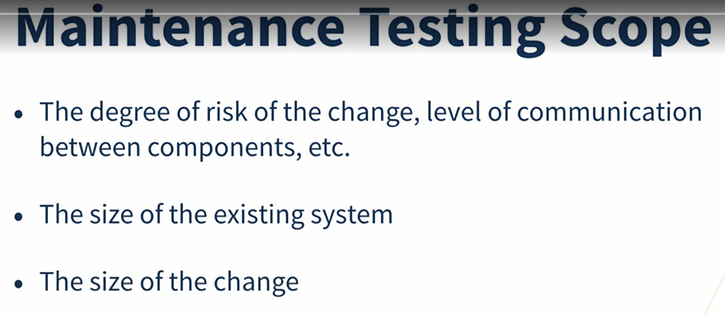 Maintenance Testing Scope
• The degree of risk of the change, level of communication
between components, etc.
• The size of the existing system
• The size of the change